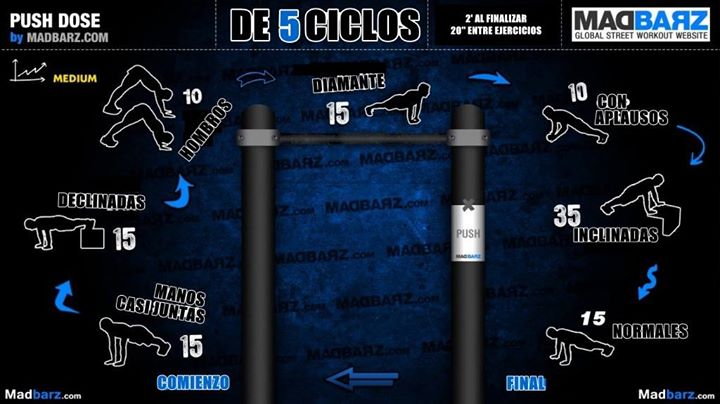 PUSH DOSE
by MADBARZ.COM
DE 5 CICLOS
2' AL FINALIZAR
20" ENTRE EJERCICIOS
MADBARZ
GLOBAL STREET WORKOUT WEBSITE
MEDIUM
10
HOMBROS
DIAMANTE
15
10
CON
APLAUSOS
DECLINADAS
15
35
INCLINADAS
PUSH
MADBARZ
MANOS
CASI JUNTAS
15
15
NORMALES
COMIENZO
FINAL
Madbarz.com
Madbarz.com